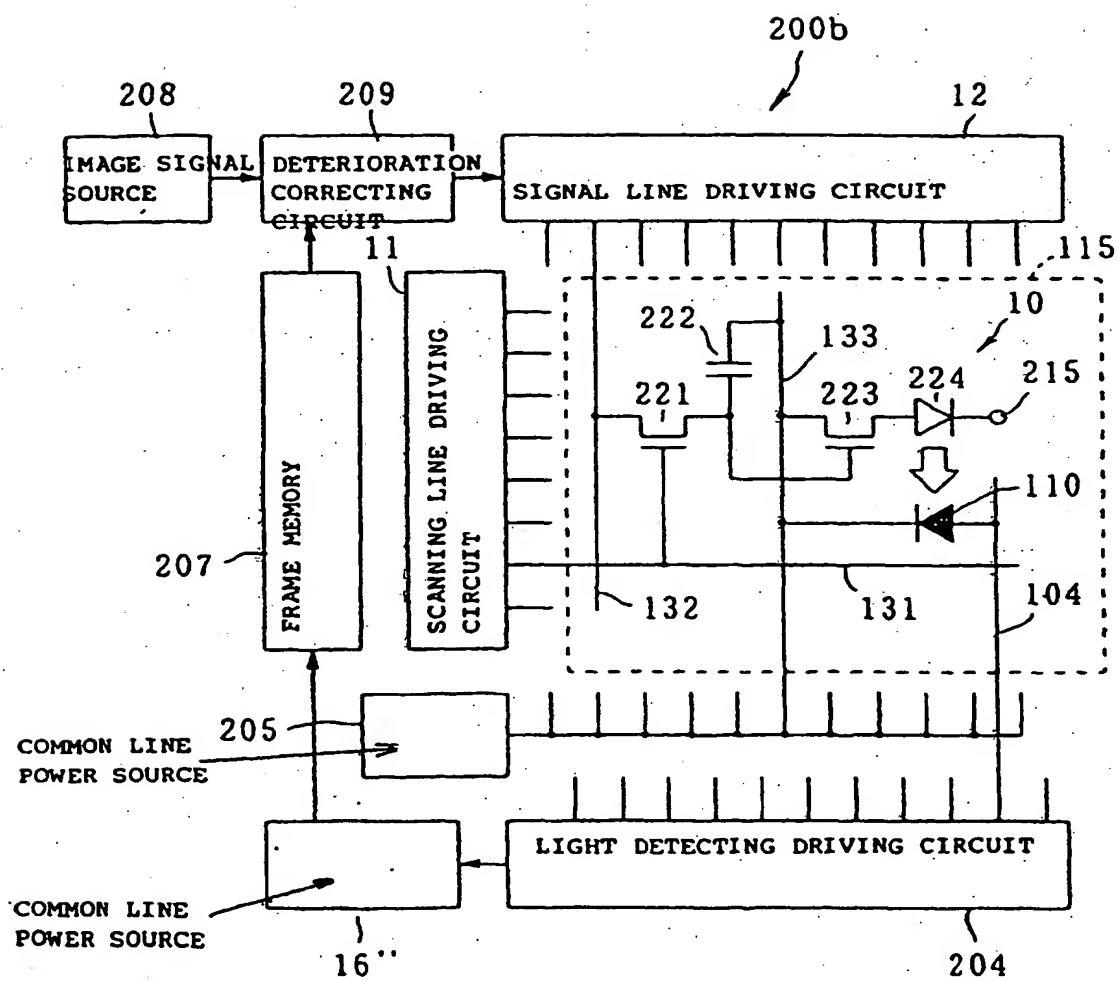 200b
208
209
12
IMAGE SIGNAL
SOURCE
DETERIORATION
CORRECTING
CIRCUIT
SIGNAL LINE DRIVING CIRCUIT
11
115
222
133
10
221
223
224
215
FRAME MEMORY
SCANNING LINE DRIVING
CIRCUIT
110
207
132
131
104
205
COMMON LINE
POWER SOURCE
LIGHT DETECTING DRIVING CIRCUIT
COMMON LINE
POWER SOURCE
16''
204